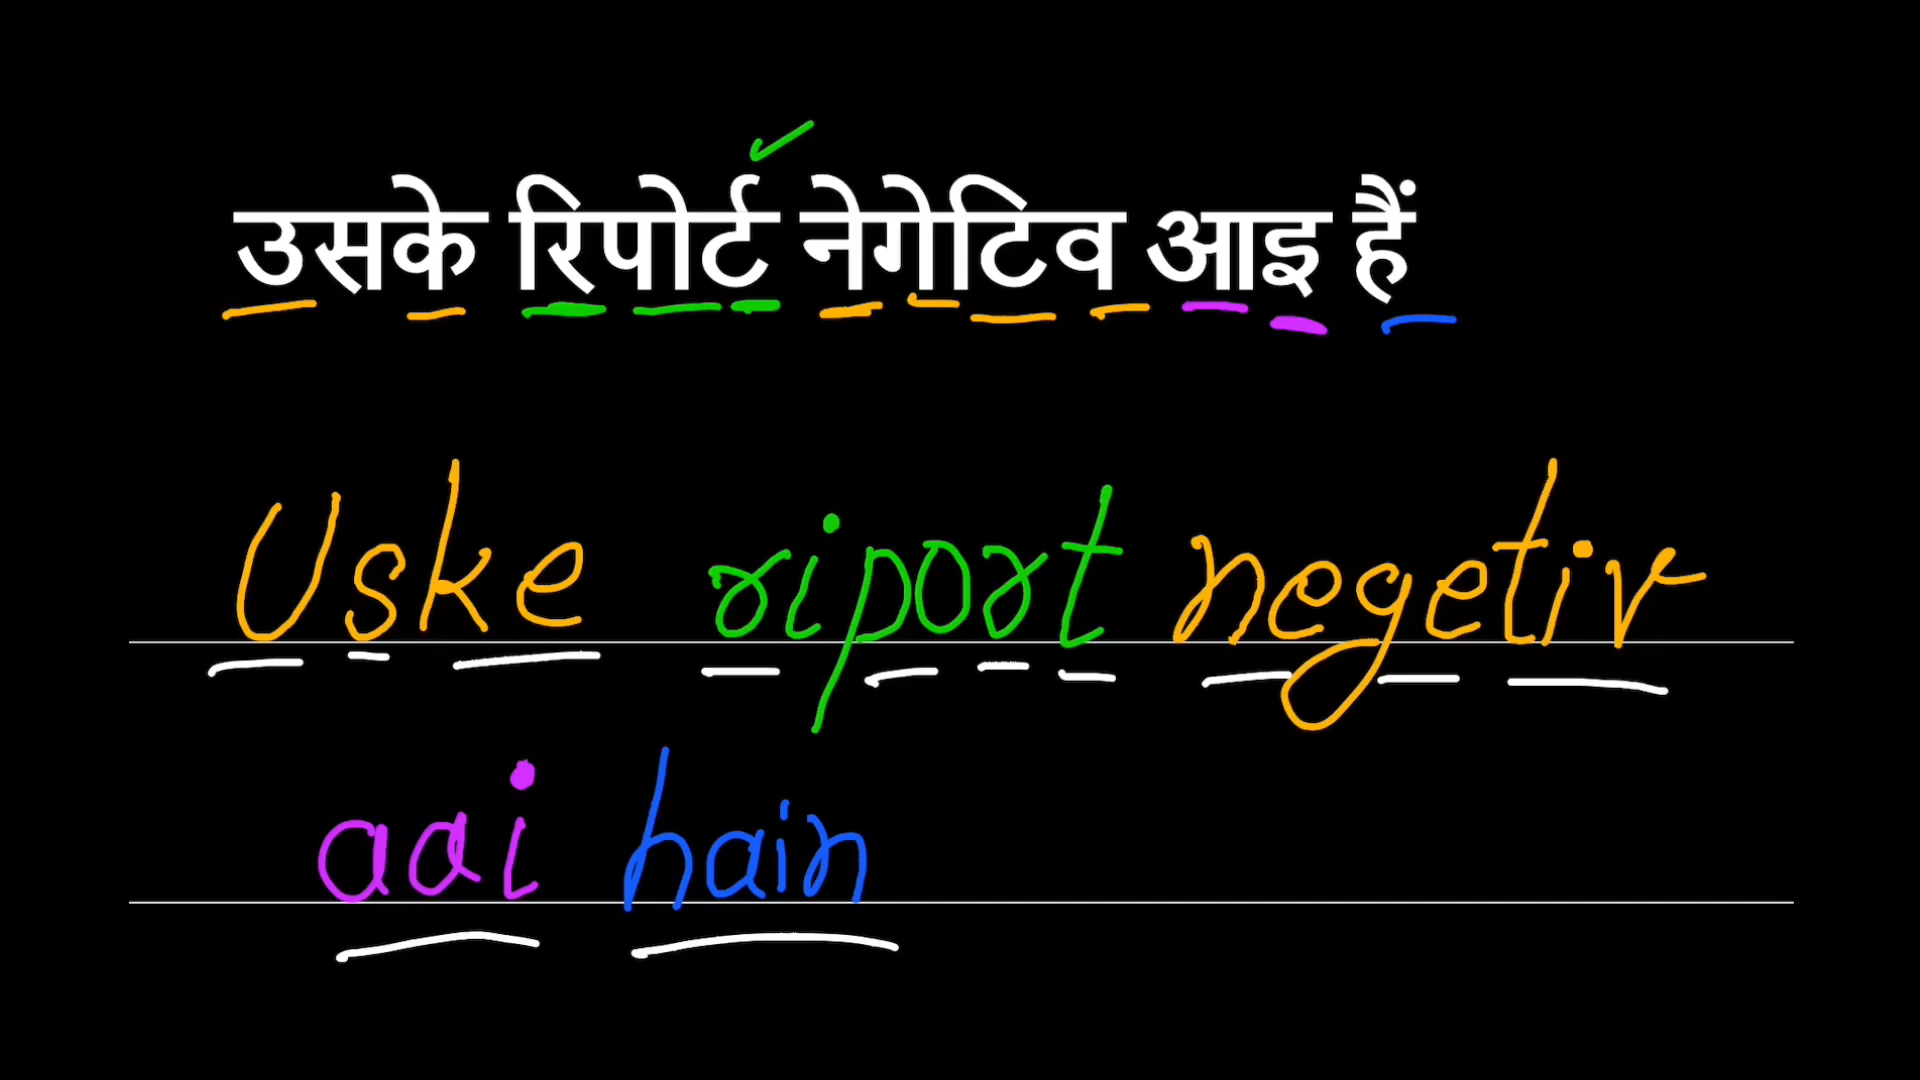 उसके रिपोर्ट नेगेटिव आइ हैं
Uske riport negetiv
aai hain